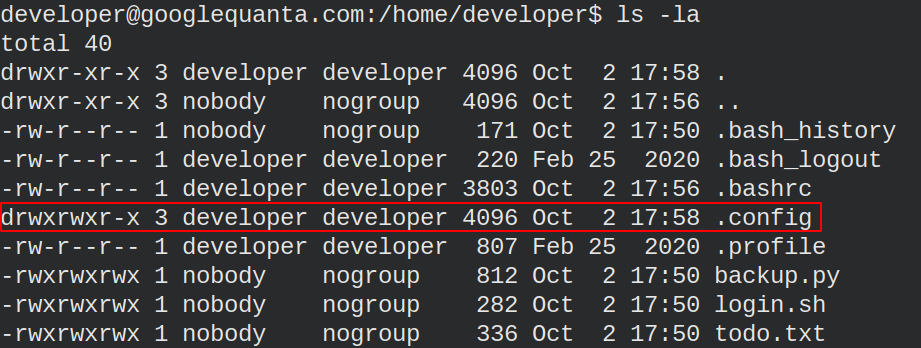 developer@googlequanta.com:/home/developer$ ls -la
total 40
drwxr-xr-x 3 developer developer 4096 Oct  2 17:58 .
drwxr-xr-x 3 nobody    nogroup   4096 Oct  2 17:56 ..
-rw-r--r-- 1 nobody    nogroup    171 Oct  2 17:50 .bash_history
-rw-r--r-- 1 developer developer  220 Feb 25  2020 .bash_logout
-rw-r--r-- 1 developer developer 3803 Oct  2 17:56 .bashrc
drwxrwxr-x 3 developer developer 4096 Oct  2 17:58 .config
-rw-r--r-- 1 developer developer  807 Feb 25  2020 .profile
-rwxrwxrwx 1 nobody    nogroup    812 Oct  2 17:50 backup.py
-rwxrwxrwx 1 nobody    nogroup    282 Oct  2 17:50 login.sh
-rwxrwxrwx 1 nobody    nogroup    336 Oct  2 17:50 todo.txt